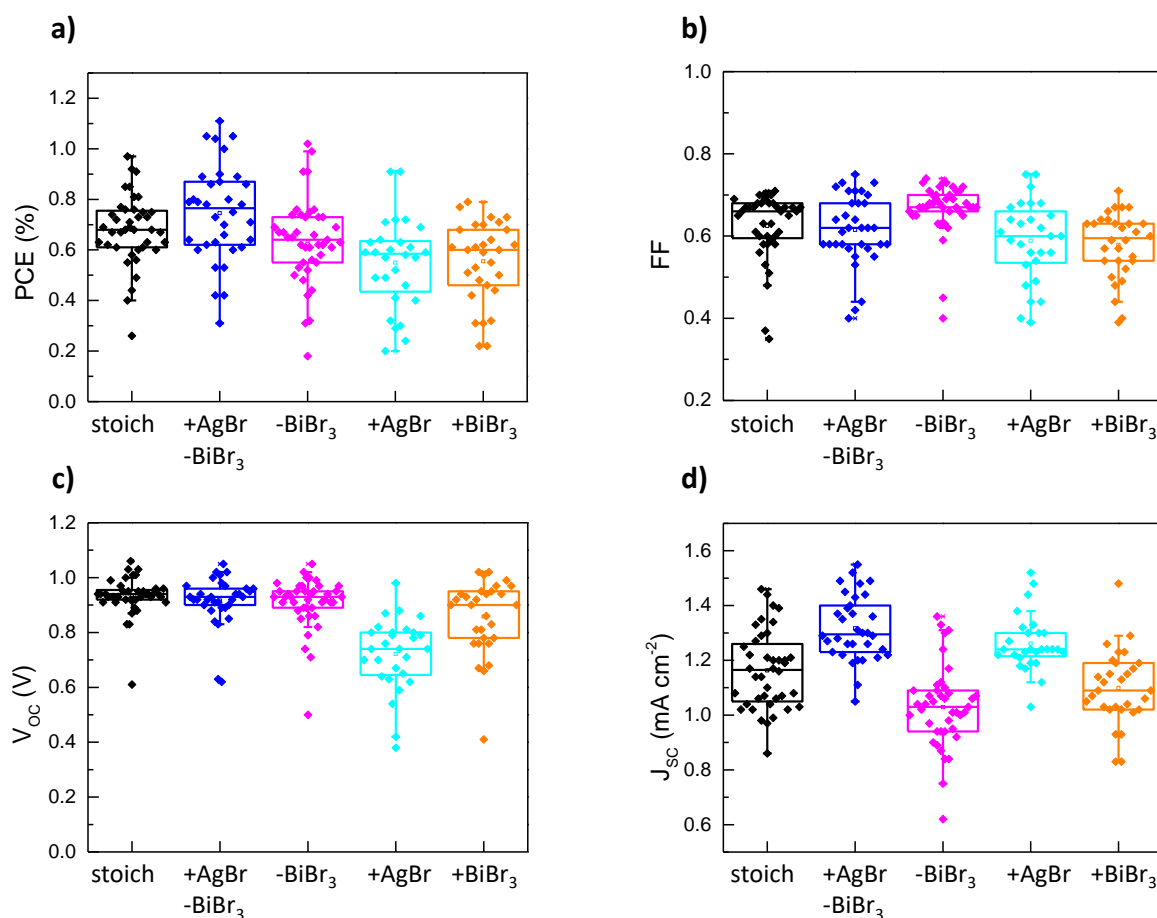 a)
PCE (%)
1.2
1.0
0.8
0.6
0.4
0.2
0.0
stoich +AgBr -BiBr₃ +AgBr +BiBr₃
-BiBr₃
b)
FF
1.0
0.8
0.6
0.4
0.2
stoich +AgBr -BiBr₃ +AgBr +BiBr₃
-BiBr₃
c)
V_OC (V)
1.2
1.0
0.8
0.6
0.4
0.2
0.0
stoich +AgBr -BiBr₃ +AgBr +BiBr₃
-BiBr₃
d)
J_SC (mA cm⁻²)
1.6
1.4
1.2
1.0
0.8
0.6
stoich +AgBr -BiBr₃ +AgBr +BiBr₃
-BiBr₃